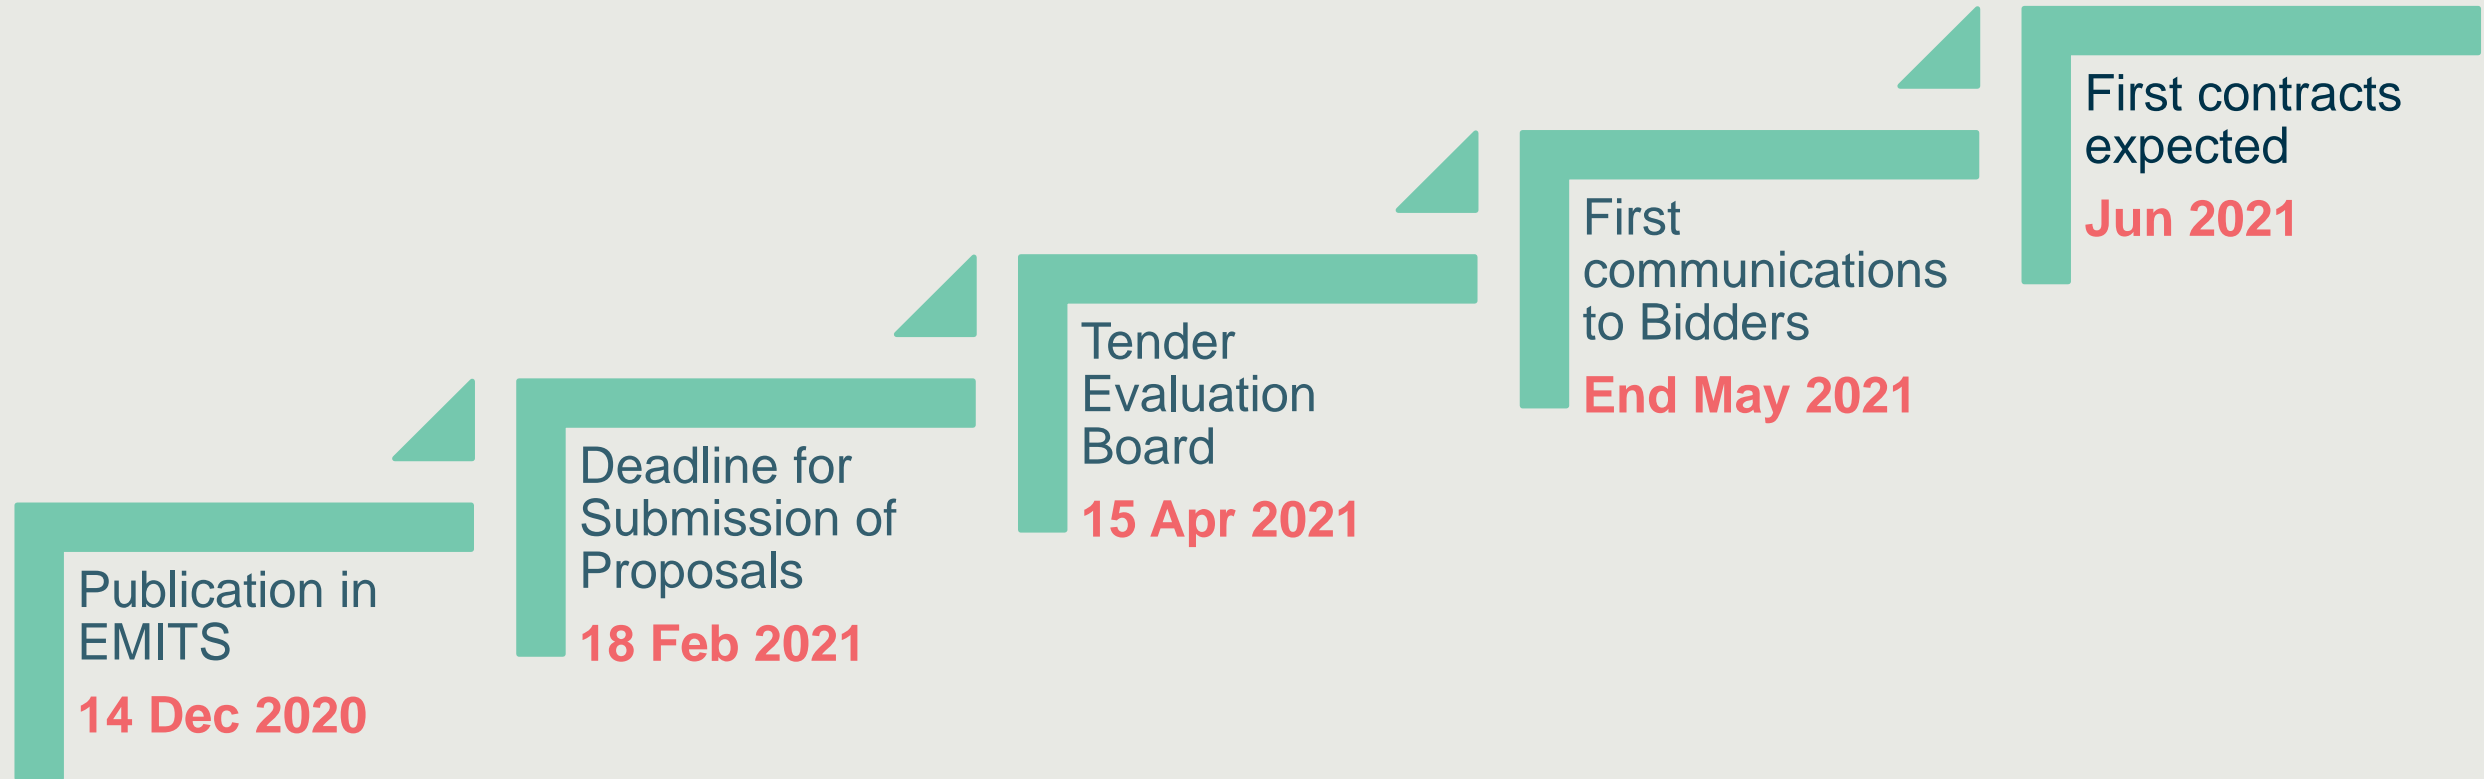 Publication in
EMITS
14 Dec 2020
Deadline for
Submission of
Proposals
18 Feb 2021
Tender
Evaluation
Board
15 Apr 2021
First
communications
to Bidders
End May 2021
First contracts
expected
Jun 2021